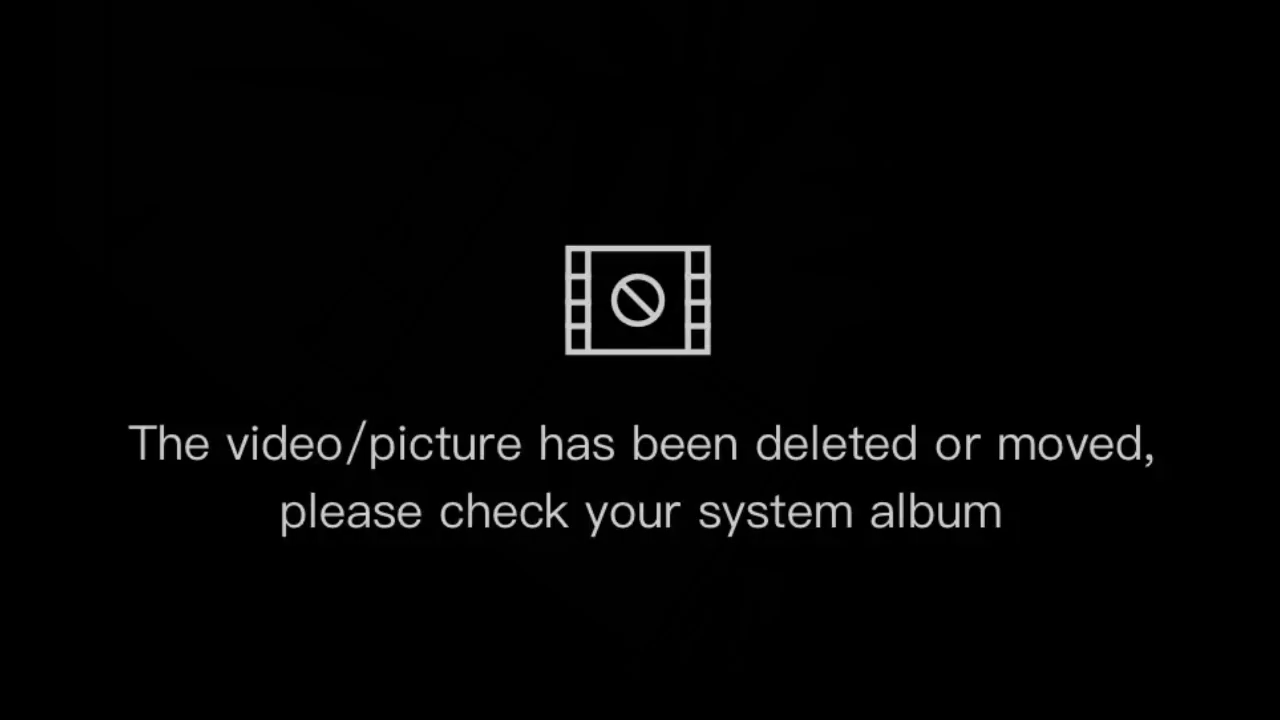 The video/picture has been deleted or moved,
please check your system album